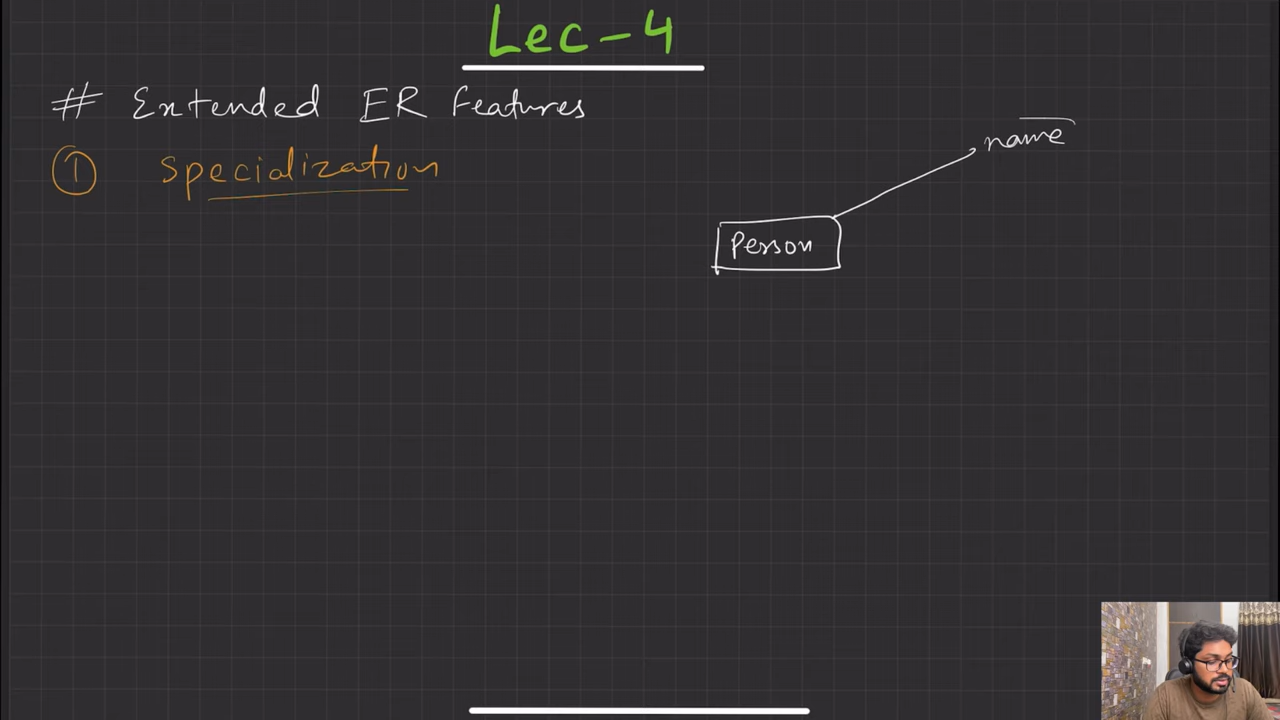 Lec-4
# Extended ER Features
① Specialization
name
Person